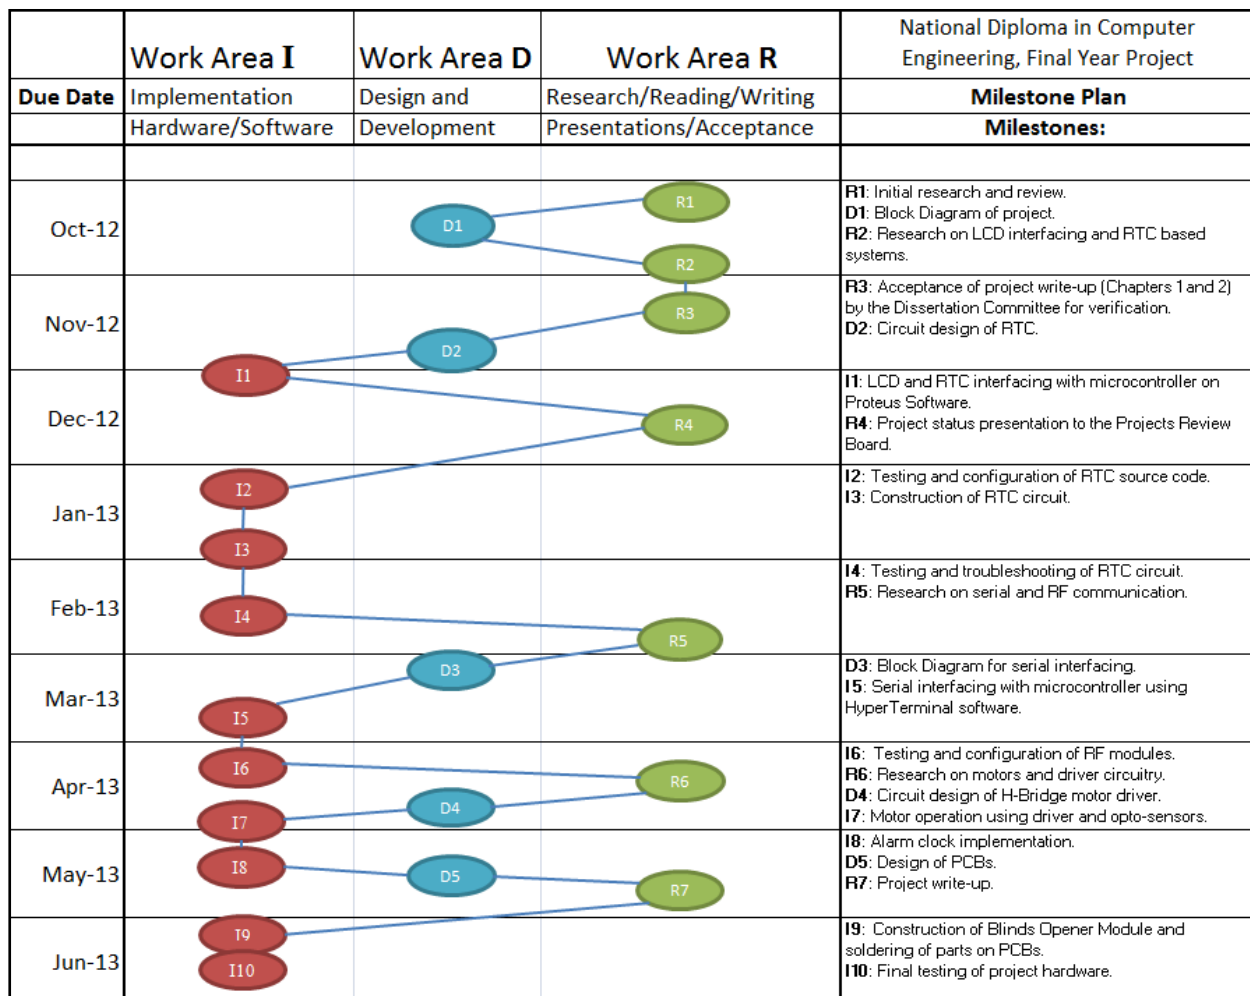 Work Area I Work Area D Work Area R National Diploma in Computer
Engineering, Final Year Project
Due Date Implementation Design and Research/Reading/Writing Milestone Plan
Hardware/Software Development Presentations/Acceptance Milestones:
Oct-12
R1
D1
R2
R1: Initial research and review.
D1: Block Diagram of project.
R2: Research on LCD interfacing and RTC based
systems.
Nov-12
R3
D2
R3: Acceptance of project write-up (Chapters 1 and 2)
by the Dissertation Committee for verification.
D2: Circuit design of RTC.
Dec-12
I1
R4
I1: LCD and RTC interfacing with microcontroller on
Proteus Software.
R4: Project status presentation to the Projects Review
Board.
Jan-13
I2
I3
I2: Testing and configuration of RTC source code.
I3: Construction of RTC circuit.
Feb-13
I4
R5
I4: Testing and troubleshooting of RTC circuit.
R5: Research on serial and RF communication.
Mar-13
D3
I5
D3: Block Diagram for serial interfacing.
I5: Serial interfacing with microcontroller using
HyperTerminal software.
Apr-13
I6
R6
D4
I7
I6: Testing and configuration of RF modules.
R6: Research on motors and driver circuitry.
D4: Circuit design of H-Bridge motor driver.
I7: Motor operation using driver and opto-sensors.
May-13
I8
D5
R7
I8: Alarm clock implementation.
D5: Design of PCBs.
R7: Project write-up.
Jun-13
I9
I10
I9: Construction of Blinds Opener Module and
soldering of parts on PCBs.
I10: Final testing of project hardware.